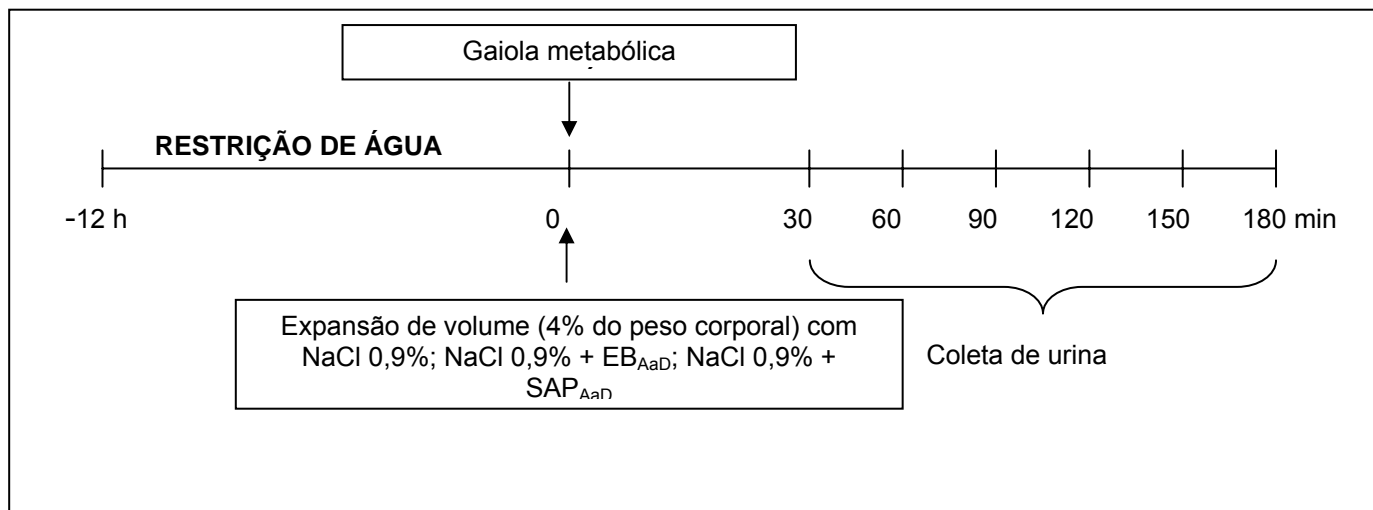 Gaiola metabólica
RESTRIÇÃO DE ÁGUA
-12 h 0 30 60 90 120 150 180 min
Expansão de volume (4% do peso corporal) com
NaCl 0,9%; NaCl 0,9% + EBAaD; NaCl 0,9% +
SAPAaD
Coleta de urina